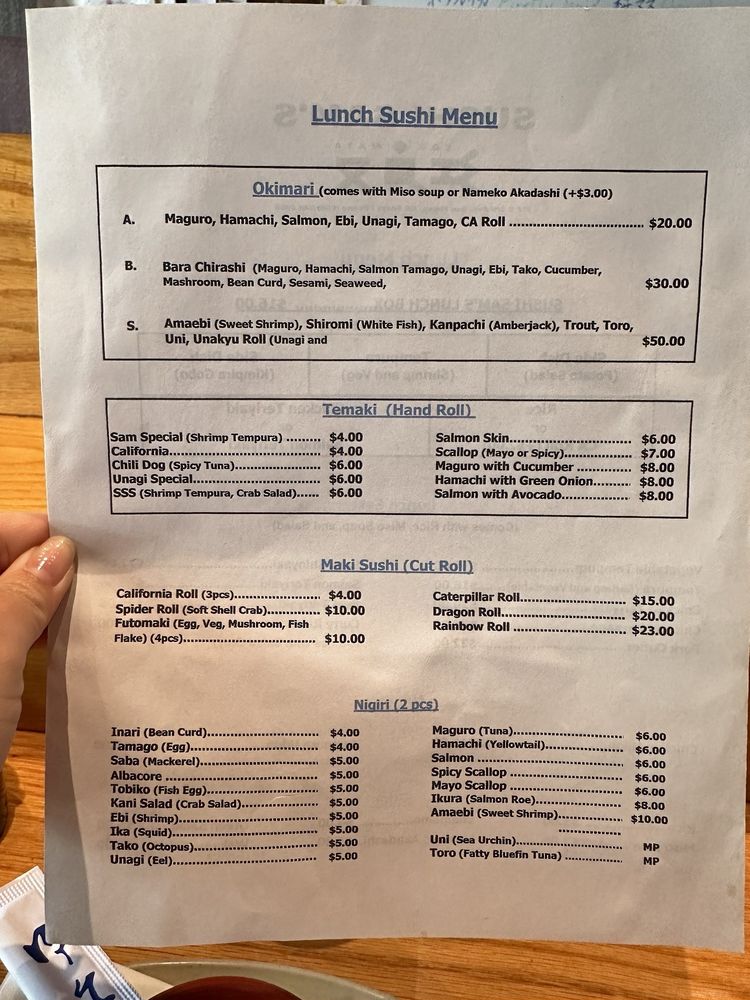 Lunch Sushi Menu
Okimari (comes with Miso soup or Nameko Akadashi (+$3.00)
A. Maguro, Hamachi, Salmon, Ebi, Unagi, Tamago, CA Roll ................................ $20.00
B. Bara Chirashi (Maguro, Hamachi, Salmon Tamago, Unagi, Ebi, Tako, Cucumber,
Mashroom, Bean Curd, Sesami, Seaweed, $30.00
S. Amaebi (Sweet Shrimp), Shiromi (White Fish), Kanpachi (Amberjack), Trout, Toro,
Uni, Unakyu Roll (Unagi and $50.00
Temaki (Hand Roll)
Sam Special (Shrimp Tempura) ......... $4.00
California....................................... $4.00
Chili Dog (Spicy Tuna)...................... $6.00
Unagi Special................................. $6.00
SSS (Shrimp Tempura, Crab Salad)...... $6.00
Salmon Skin................................ $6.00
Scallop (Mayo or Spicy).................. $7.00
Maguro with Cucumber ............... $8.00
Hamachi with Green Onion.......... $8.00
Salmon with Avocado.................. $8.00
Maki Sushi (Cut Roll)
California Roll (3pcs)....................... $4.00
Spider Roll (Soft Shell Crab)............. $10.00
Futomaki (Egg, Veg, Mushroom, Fish
Flake) (4pcs)................................... $10.00
Caterpillar Roll............................ $15.00
Dragon Roll................................ $20.00
Rainbow Roll ............................. $23.00
Nigiri (2 pcs)
Inari (Bean Curd)............................ $4.00
Tamago (Egg)................................ $4.00
Saba (Mackerel)............................. $5.00
Albacore ...................................... $5.00
Tobiko (Fish Egg)........................... $5.00
Kani Salad (Crab Salad)................... $5.00
Ebi (Shrimp).................................. $5.00
Ika (Squid).................................... $5.00
Tako (Octopus).............................. $5.00
Unagi (Eel).................................... $5.00
Maguro (Tuna)............................ $6.00
Hamachi (Yellowtail).................... $6.00
Salmon ...................................... $6.00
Spicy Scallop ............................. $6.00
Mayo Scallop ............................. $6.00
Ikura (Salmon Roe)...................... $8.00
Amaebi (Sweet Shrimp)................ $10.00
................
Uni (Sea Urchin)........................... MP
Toro (Fatty Bluefin Tuna) ............... MP